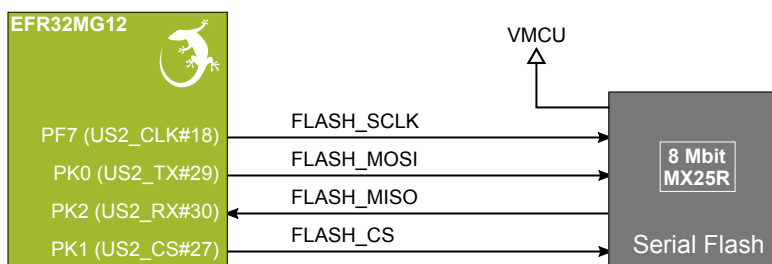 EFR32MG12
VMCU
PF7 (US2_CLK#18)
FLASH_SCLK
PK0 (US2_TX#29)
FLASH_MOSI
PK2 (US2_RX#30)
FLASH_MISO
PK1 (US2_CS#27)
FLASH_CS
8 Mbit
MX25R
Serial Flash